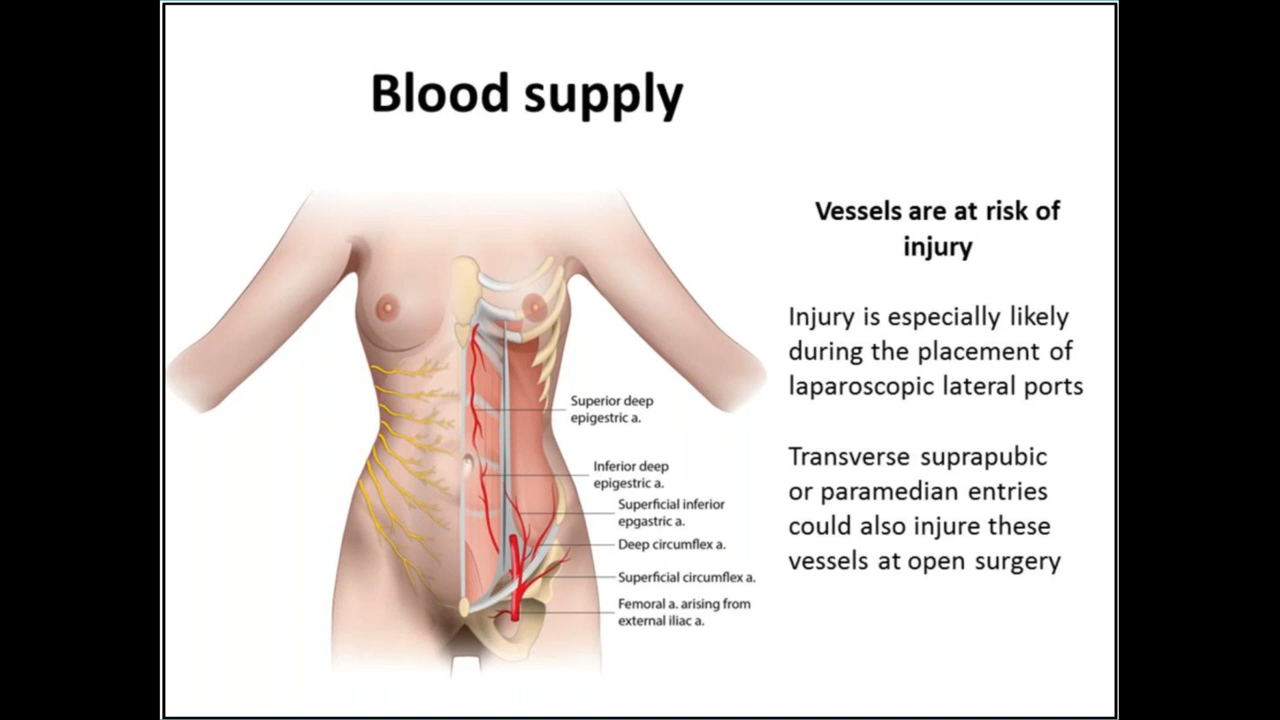 Blood supply
Vessels are at risk of
injury
Injury is especially likely
during the placement of
laparoscopic lateral ports
Transverse suprapubic
or paramedian entries
could also injure these
vessels at open surgery
Superior deep
epigastric a.
Inferior deep
epigastric a.
Superficial inferior
epgastric a.
Deep circumflex a.
Superficial circumflex a.
Femoral a. arising from
external iliac a.